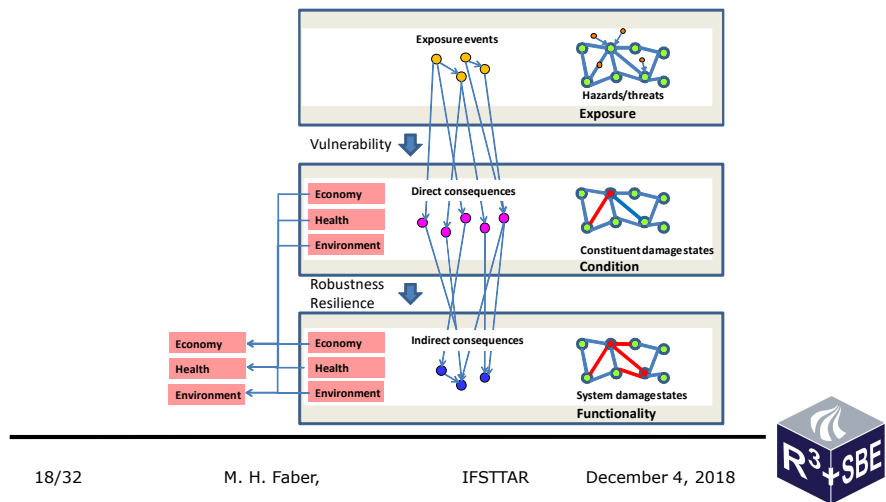 Exposure events
Hazards/threats
Exposure
Vulnerability
Economy
Health
Environment
Direct consequences
Constituent damage states
Condition
Robustness
Resilience
Economy
Health
Environment
Economy
Health
Environment
Indirect consequences
System damage states
Functionality
18/32 M. H. Faber, IFSTTAR December 4, 2018
R³+SBE